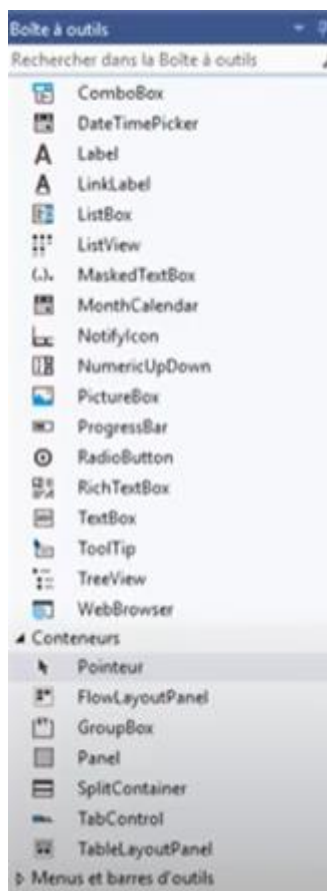 Boîte à outils
Rechercher dans la Boîte à outils
ComboBox
DateTimePicker
Label
LinkLabel
ListBox
ListView
MaskedTextBox
MonthCalendar
NotifyIcon
NumericUpDown
PictureBox
ProgressBar
RadioButton
RichTextBox
TextBox
ToolTip
TreeView
WebBrowser
Conteneurs
Pointeur
FlowLayoutPanel
GroupBox
Panel
SplitContainer
TabControl
TableLayoutPanel
Menus et barres d'outils